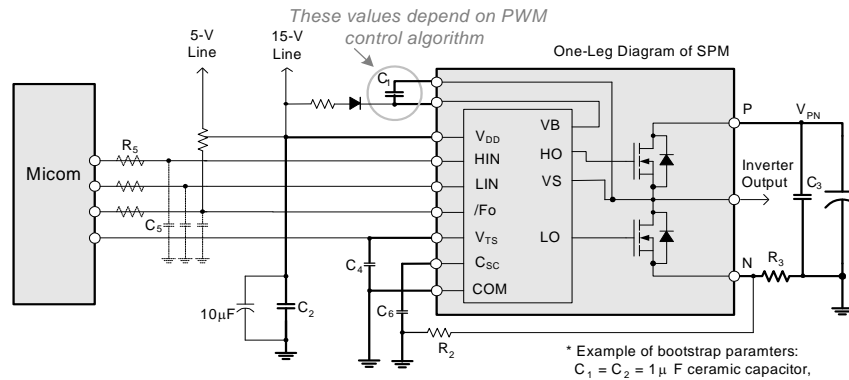 These values depend on PWM
control algorithm
5-V
Line
15-V
Line
One-Leg Diagram of SPM
C1
P
VPN
VB
VDD
R5
HIN
HO
Micom
LIN
VS
Inverter
Output
C3
/Fo
C5
VTS
LO
CSC
N
R3
C4
COM
10μF
C2
C6
R2
* Example of bootstrap paramters:
C1 = C2 = 1μ F ceramic capacitor,